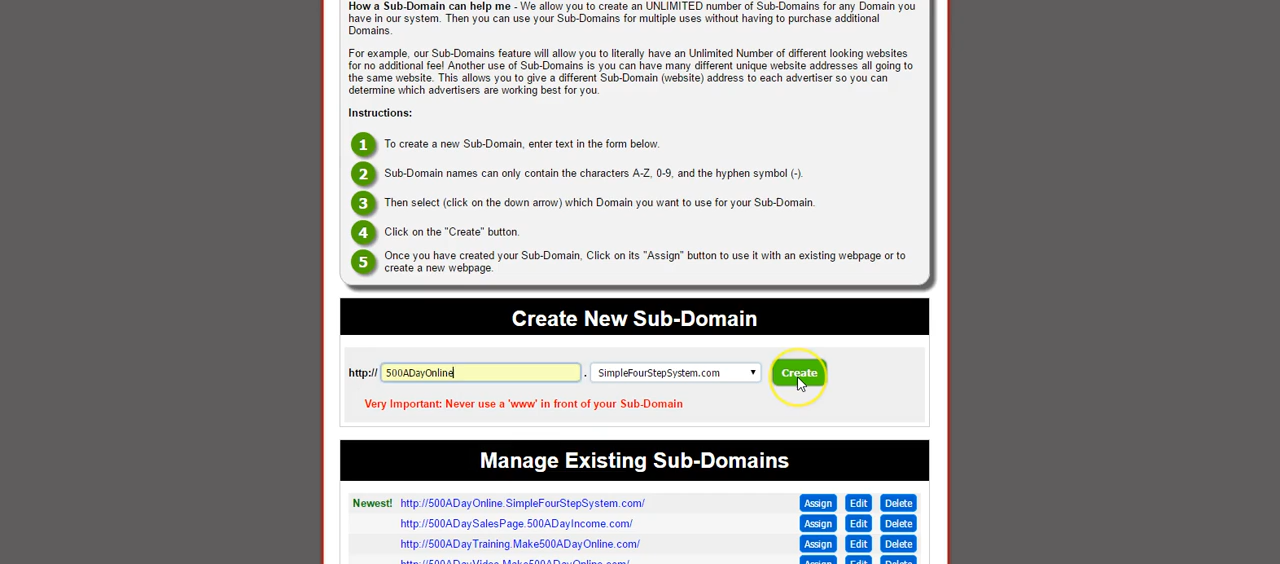 How a Sub-Domain can help me - We allow you to create an UNLIMITED number of Sub-Domains for any Domain you
have in our system. Then you can use your Sub-Domains for multiple uses without having to purchase additional
Domains.
For example, our Sub-Domains feature will allow you to literally have an Unlimited Number of different looking websites
for no additional fee! Another use of Sub-Domains is you can have many different unique website addresses all going to
the same website. This allows you to give a different Sub-Domain (website) address to each advertiser so you can
determine which advertisers are working best for you.
Instructions:
1 To create a new Sub-Domain, enter text in the form below.
2 Sub-Domain names can only contain the characters A-Z, 0-9, and the hyphen symbol (-).
3 Then select (click on the down arrow) which Domain you want to use for your Sub-Domain.
4 Click on the "Create" button.
5 Once you have created your Sub-Domain, Click on its "Assign" button to use it with an existing webpage or to
create a new webpage.
Create New Sub-Domain
http:// 500ADayOnline . SimpleFourStepSystem.com Create
Very Important: Never use a 'www' in front of your Sub-Domain
Manage Existing Sub-Domains
Newest! http://500ADayOnline.SimpleFourStepSystem.com/ Assign Edit Delete
http://500ADaySalesPage.500ADayIncome.com/ Assign Edit Delete
http://500ADayTraining.Make500ADayOnline.com/ Assign Edit Delete
http://500ADayVideo.Make500ADayOnline.com/ Assign Edit Delete